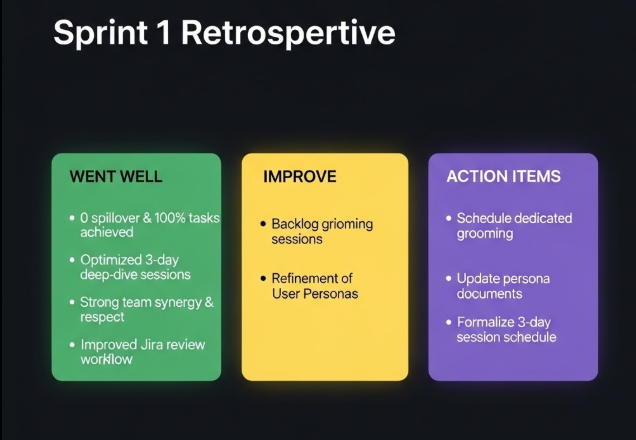 Sprint 1 Retrospertive
WENT WELL
• 0 spillover & 100% tasks
achieved
• Optimized 3-day
deep-dive sessions
• Strong team synergy &
respect
• Improved Jira review
workflow
IMPROVE
• Backlog grioming
sessions
• Refinement of
User Personas
ACTION ITEMS
• Schedule dedicated
grooming
• Update persona
documents
• Formalize 3-day
session schedule